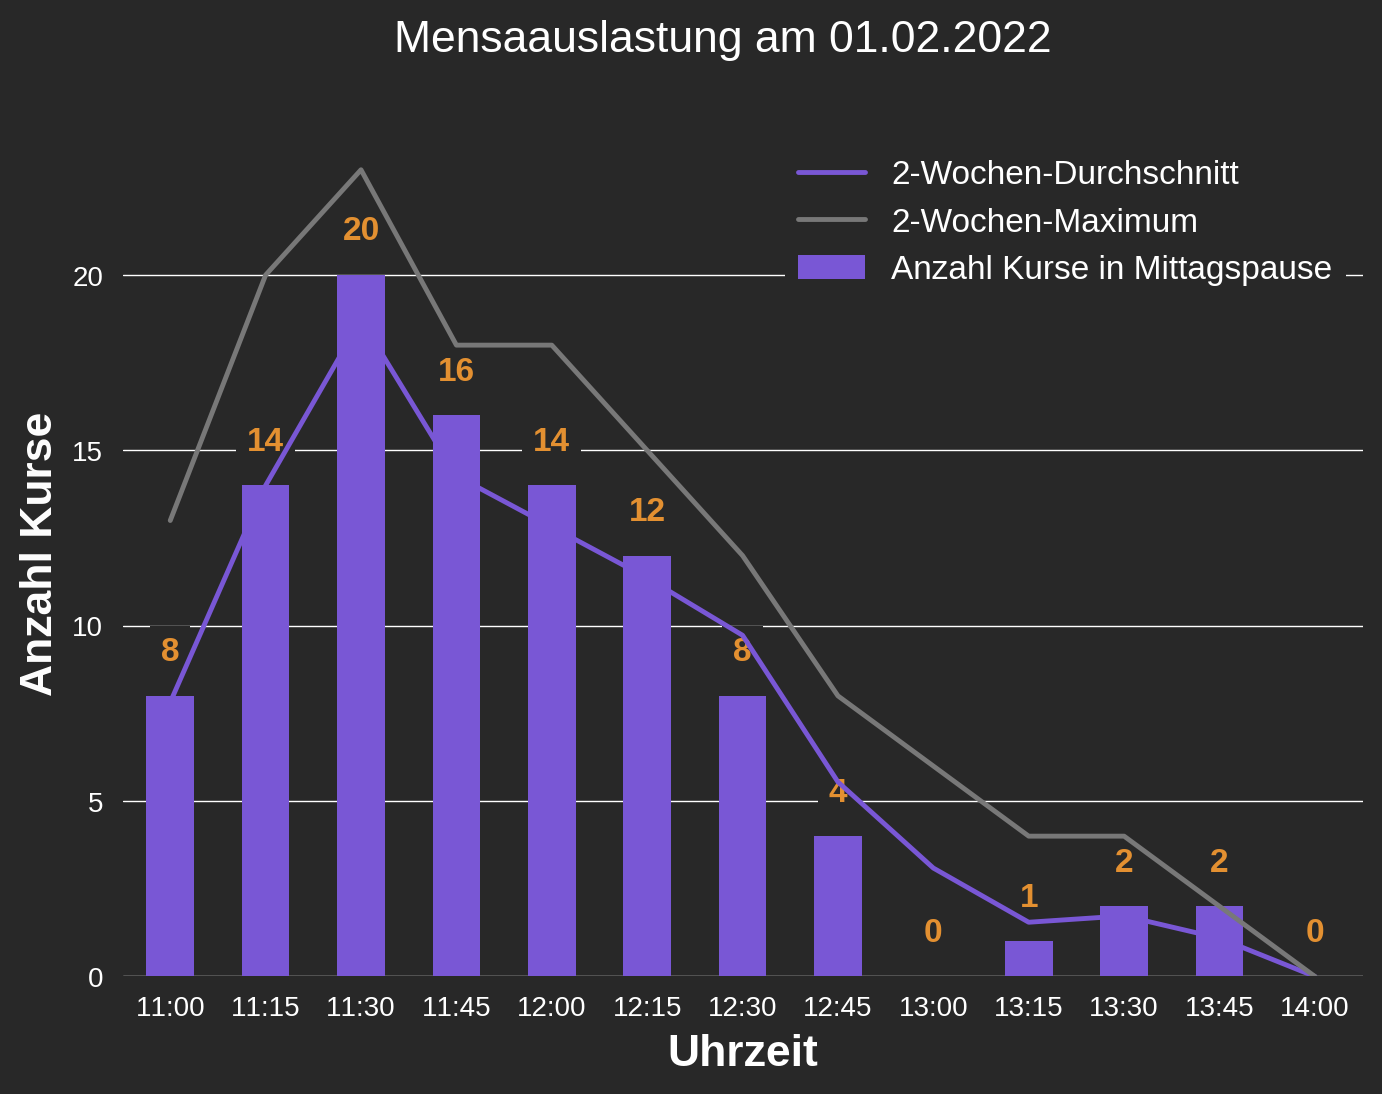 Mensaauslastung am 01.02.2022
2-Wochen-Durchschnitt
2-Wochen-Maximum
Anzahl Kurse in Mittagspause
Anzahl Kurse
20
15
10
5
0
8
14
20
16
14
12
8
4
0
1
2
2
0
11:00 11:15 11:30 11:45 12:00 12:15 12:30 12:45 13:00 13:15 13:30 13:45 14:00
Uhrzeit